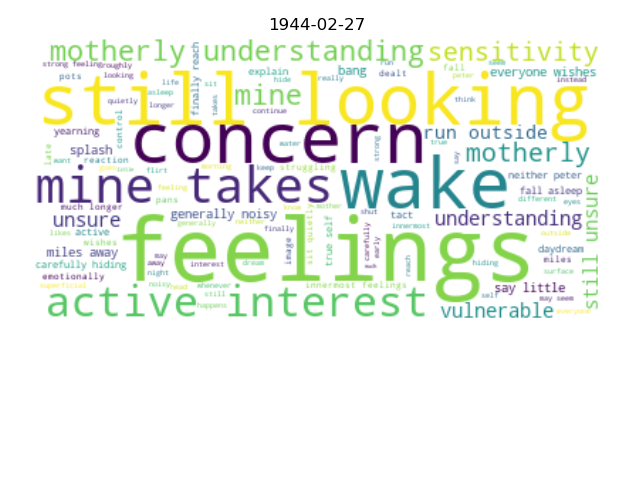 1944-02-27
motherly understanding sensitivity
strong feeling roughly
looking
pots
asleep
longer
finally reach
explain
hide
sit
takes
quietly
mine
continue
bang
really
dealt
run
fall
peter
think
seem
everyone wishes
instead
still looking
yearning
control
splash
late
want
reaction
concern
mater
strong
true
say
run outside
motherly
neither peter
fall asleep
different
eyes
flirt
pans
feeling
morning
keep
struggling
mother
mine takes
wake
much longer
unsure
likes
active
wishes
miles away
carefully hiding
emotionally
superficial
generally noisy
generally
neither
finally
image
sit quietly
true self
shut
carefully
early
much
tact
innermost
reach
hiding
understanding
outside
daydream
miles
surface
still unsure
feelings
may
away
night
noisy
head
interest
dream
whenever
still
happens
innermost feelings
self
say little
may seem
everyone
active interest
vulnerable